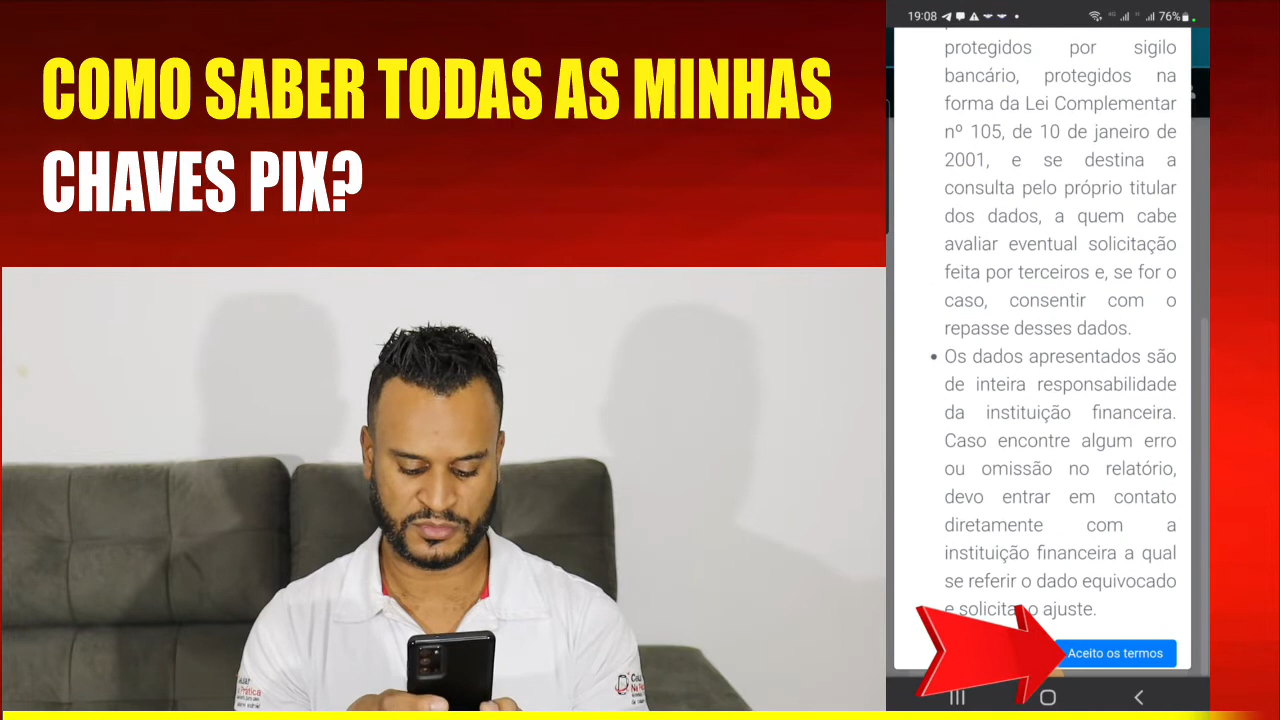 COMO SABER TODAS AS MINHAS
CHAVES PIX?
19:08
76%
protegidos por sigilo
bancário, protegidos na
forma da Lei Complementar
nº 105, de 10 de janeiro de
2001, e se destina a
consulta pelo próprio titular
dos dados, a quem cabe
avaliar eventual solicitação
feita por terceiros e, se for o
caso, consentir com o
repasse desses dados.
• Os dados apresentados são
de inteira responsabilidade
da instituição financeira.
Caso encontre algum erro
ou omissão no relatório,
devo entrar em contato
diretamente com a
instituição financeira a qual
se referir o dado equivocado
e solicitar o ajuste.
Aceito os termos